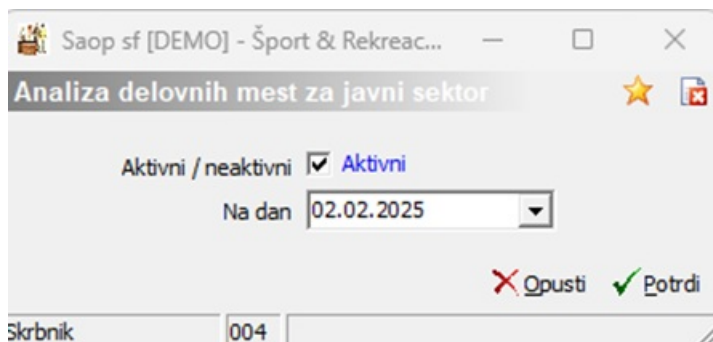 Saop sf [DEMO] - Šport & Rekreac...
Analiza delovnih mest za javni sektor
Aktivni / neaktivni Aktivni
Na dan 02.02.2025
Opusti Potrdi
Skrbnik 004